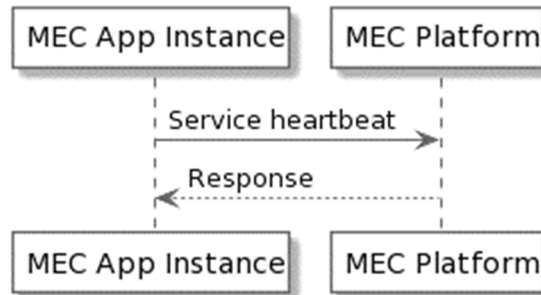 MEC App Instance
MEC Platform
Service heartbeat
Response
MEC App Instance
MEC Platform